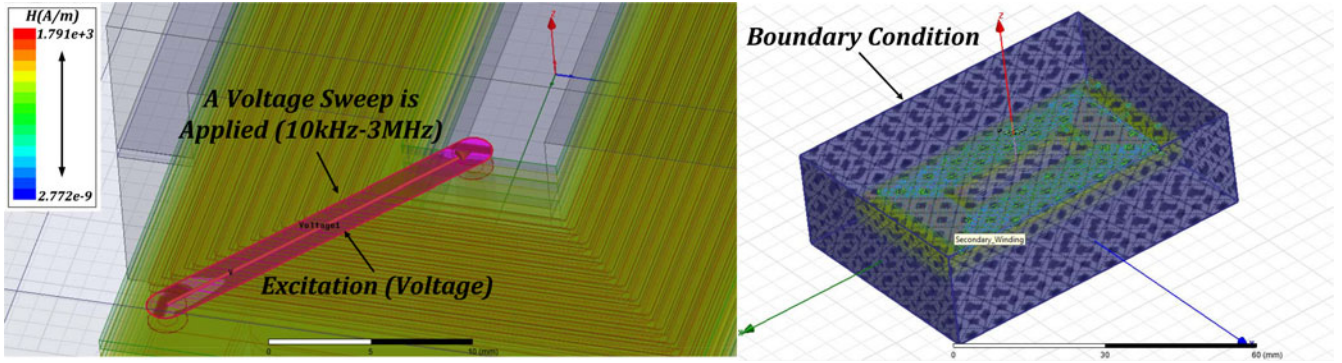 H(A/m)
1.791e+3
2.772e-9
A Voltage Sweep is
Applied (10kHz-3MHz)
Voltage1
Excitation (Voltage)
Z
0
5
10 (mm)
Boundary Condition
Z
Secondary_Winding
0
30
60 (mm)